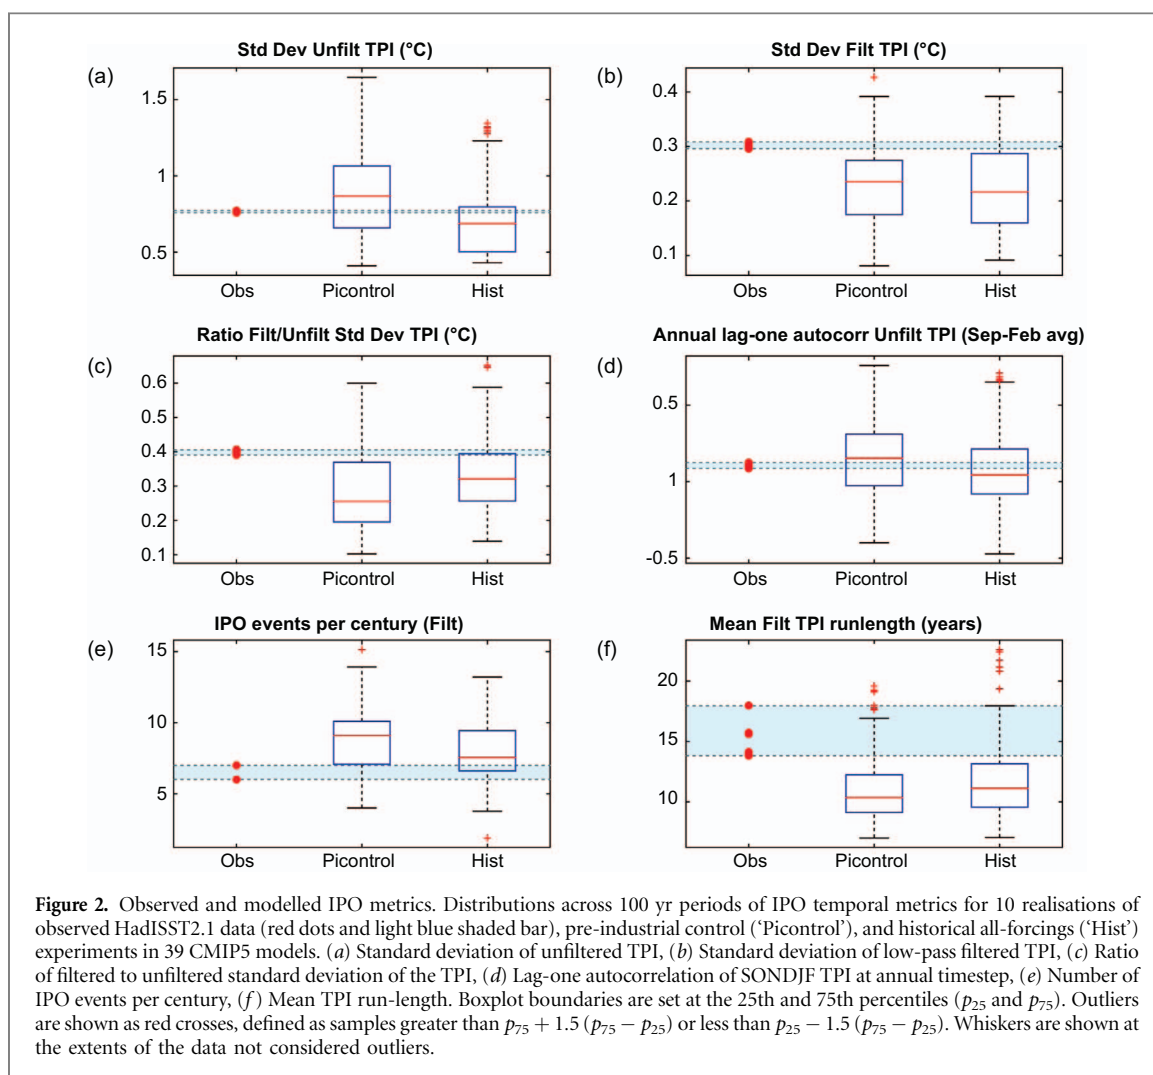 Std Dev Unfilt TPI (°C)
(a)
1.5
1
0.5
Obs Picontrol Hist
Std Dev Filt TPI (°C)
(b)
0.4
0.3
0.2
0.1
Obs Picontrol Hist
Ratio Filt/Unfilt Std Dev TPI (°C)
(c)
0.6
0.5
0.4
0.3
0.2
0.1
Obs Picontrol Hist
Annual lag-one autocorr Unfilt TPI (Sep-Feb avg)
(d)
0.5
1
-0.5
Obs Picontrol Hist
IPO events per century (Filt)
(e)
15
10
5
Obs Picontrol Hist
Mean Filt TPI runlength (years)
(f)
20
15
10
Obs Picontrol Hist
Figure 2. Observed and modelled IPO metrics. Distributions across 100 yr periods of IPO temporal metrics for 10 realisations of
observed HadISST2.1 data (red dots and light blue shaded bar), pre-industrial control (‘Picontrol’), and historical all-forcings (‘Hist’)
experiments in 39 CMIP5 models. (a) Standard deviation of unfiltered TPI, (b) Standard deviation of low-pass filtered TPI, (c) Ratio
of filtered to unfiltered standard deviation of the TPI, (d) Lag-one autocorrelation of SONDJF TPI at annual timestep, (e) Number of
IPO events per century, (f) Mean TPI run-length. Boxplot boundaries are set at the 25th and 75th percentiles (p25 and p75). Outliers
are shown as red crosses, defined as samples greater than p75 + 1.5 (p75 − p25) or less than p25 − 1.5 (p75 − p25). Whiskers are shown at
the extents of the data not considered outliers.